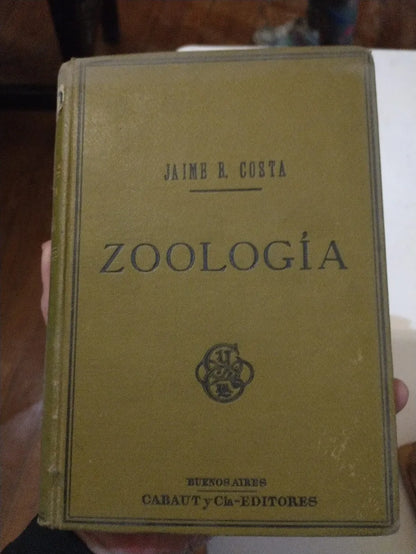 JAIME R. COSTA
ZOOLOGÍA
BUENOS AIRES
CABAUT y Cía.-EDITORES